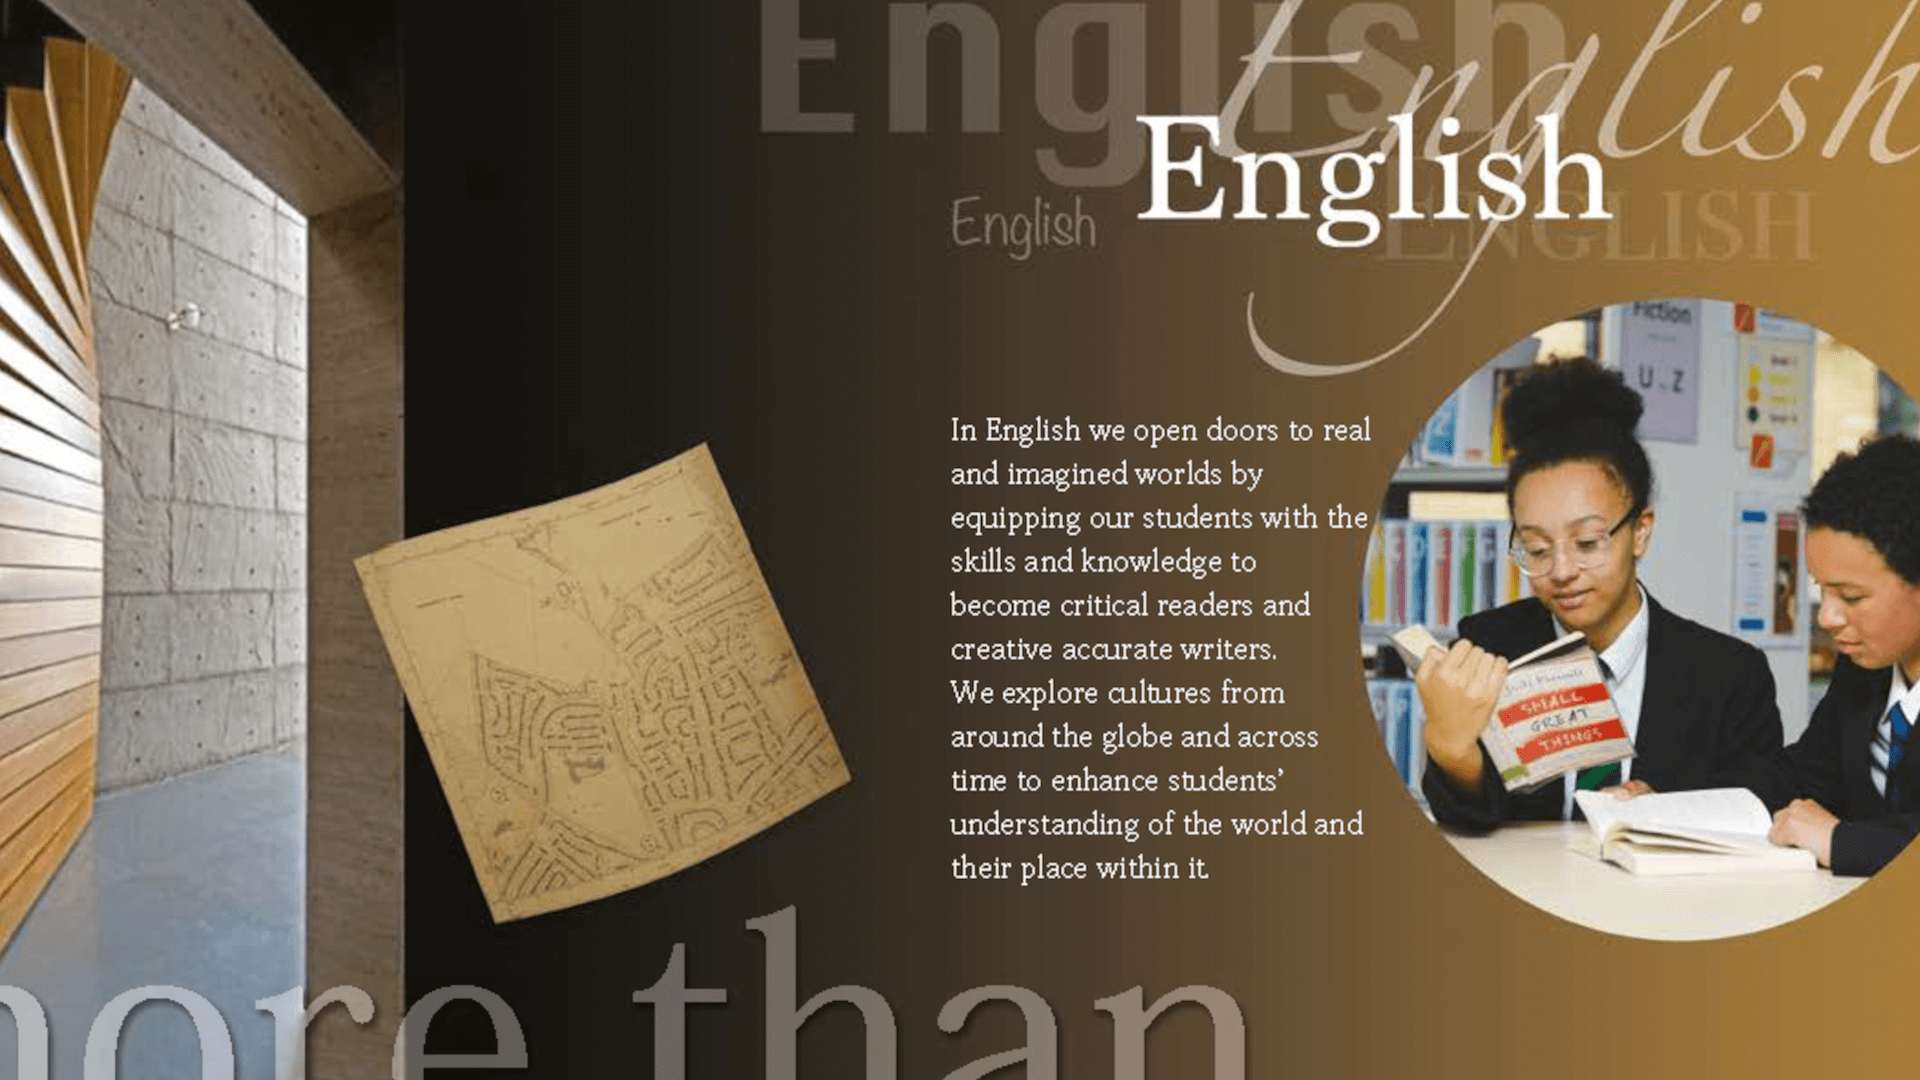 English
English
English
English
ENGLISH
In English we open doors to real
and imagined worlds by
equipping our students with the
skills and knowledge to
become critical readers and
creative accurate writers.
We explore cultures from
around the globe and across
time to enhance students’
understanding of the world and
their place within it.
Fiction
U Z
SMALL
GREAT
THINGS
more than